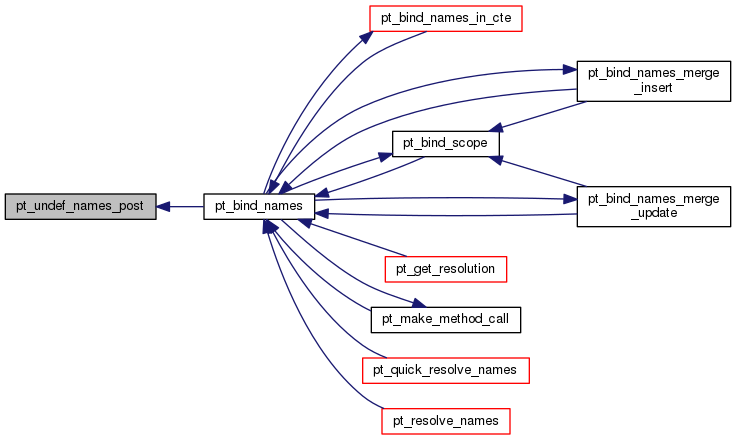 pt_bind_names_in_cte
pt_bind_names_merge
_insert
pt_bind_scope
pt_undef_names_post
pt_bind_names
pt_bind_names_merge
_update
pt_get_resolution
pt_make_method_call
pt_quick_resolve_names
pt_resolve_names